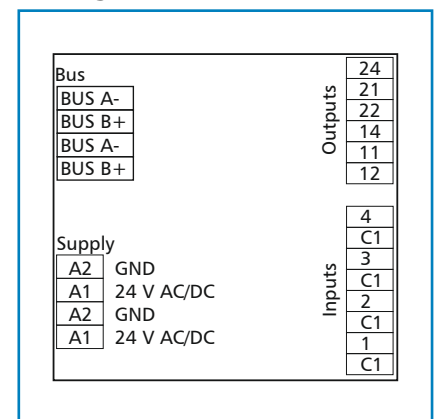 Bus
BUS A-
BUS B+
BUS A-
BUS B+
Supply
A2 GND
A1 24 V AC/DC
A2 GND
A1 24 V AC/DC
Outputs
24
21
22
14
11
12
Inputs
4
C1
3
C1
2
C1
1
C1